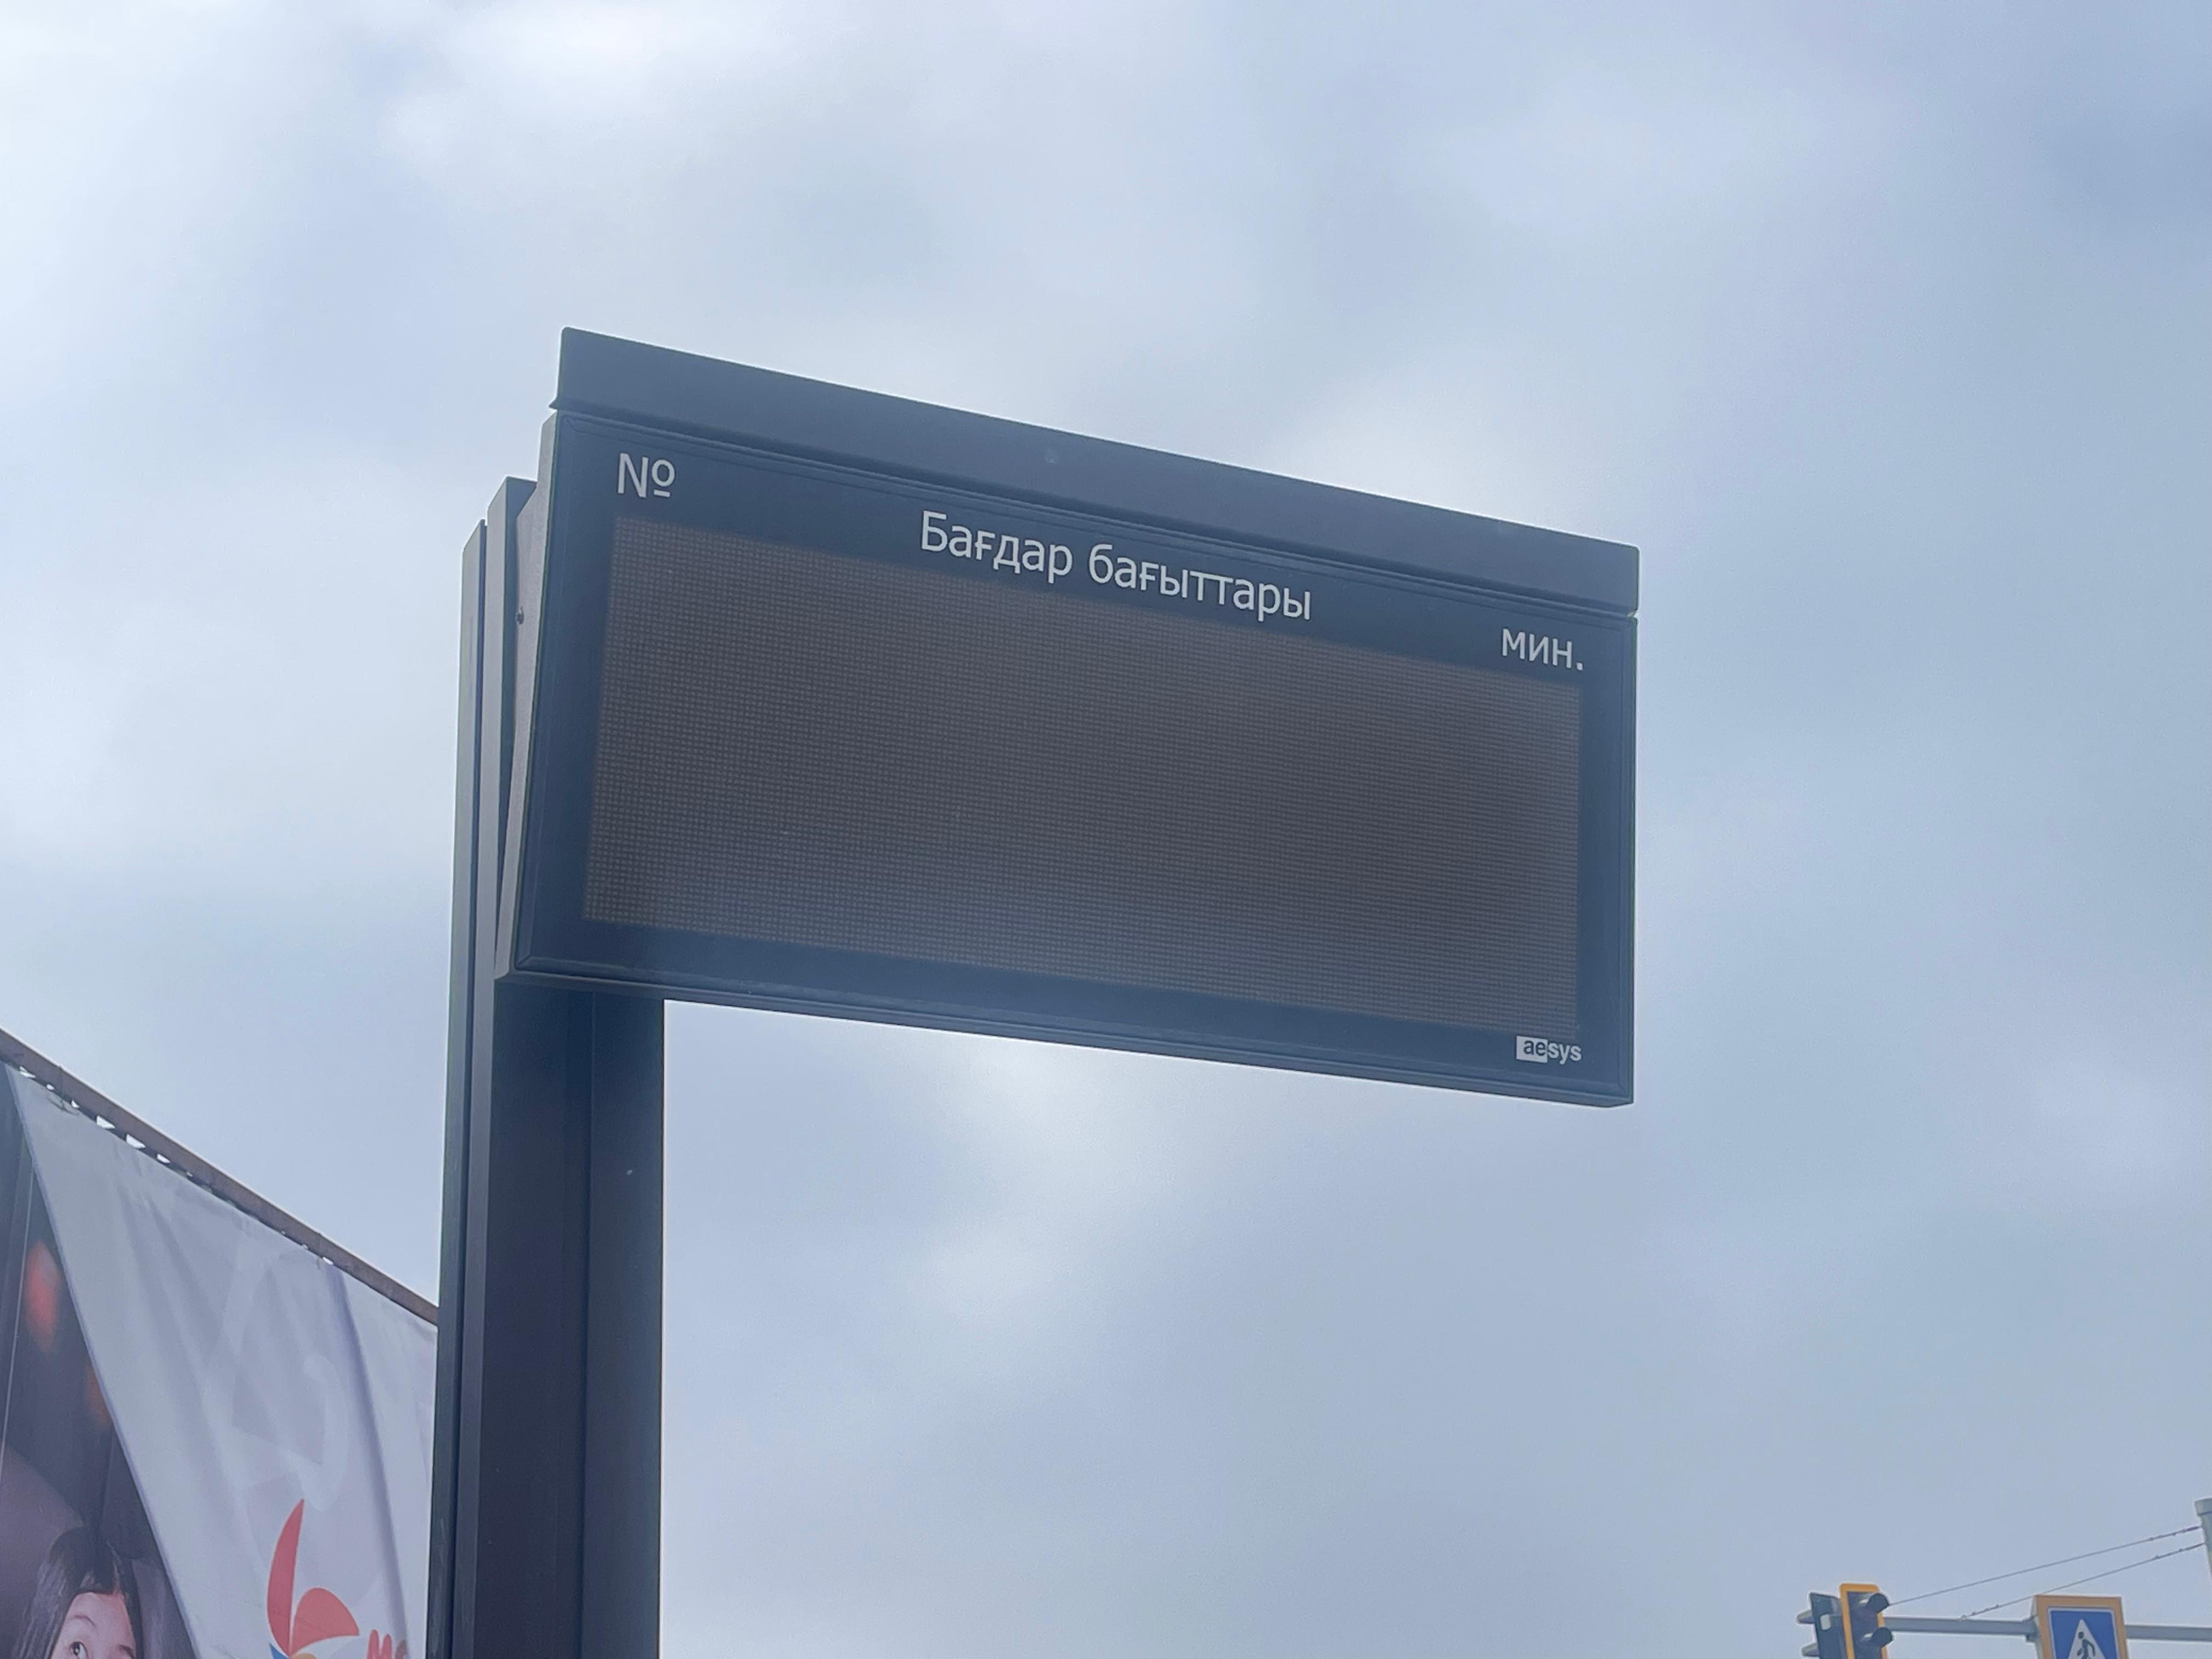 №
Бағдар бағыттары
мин.
aesys